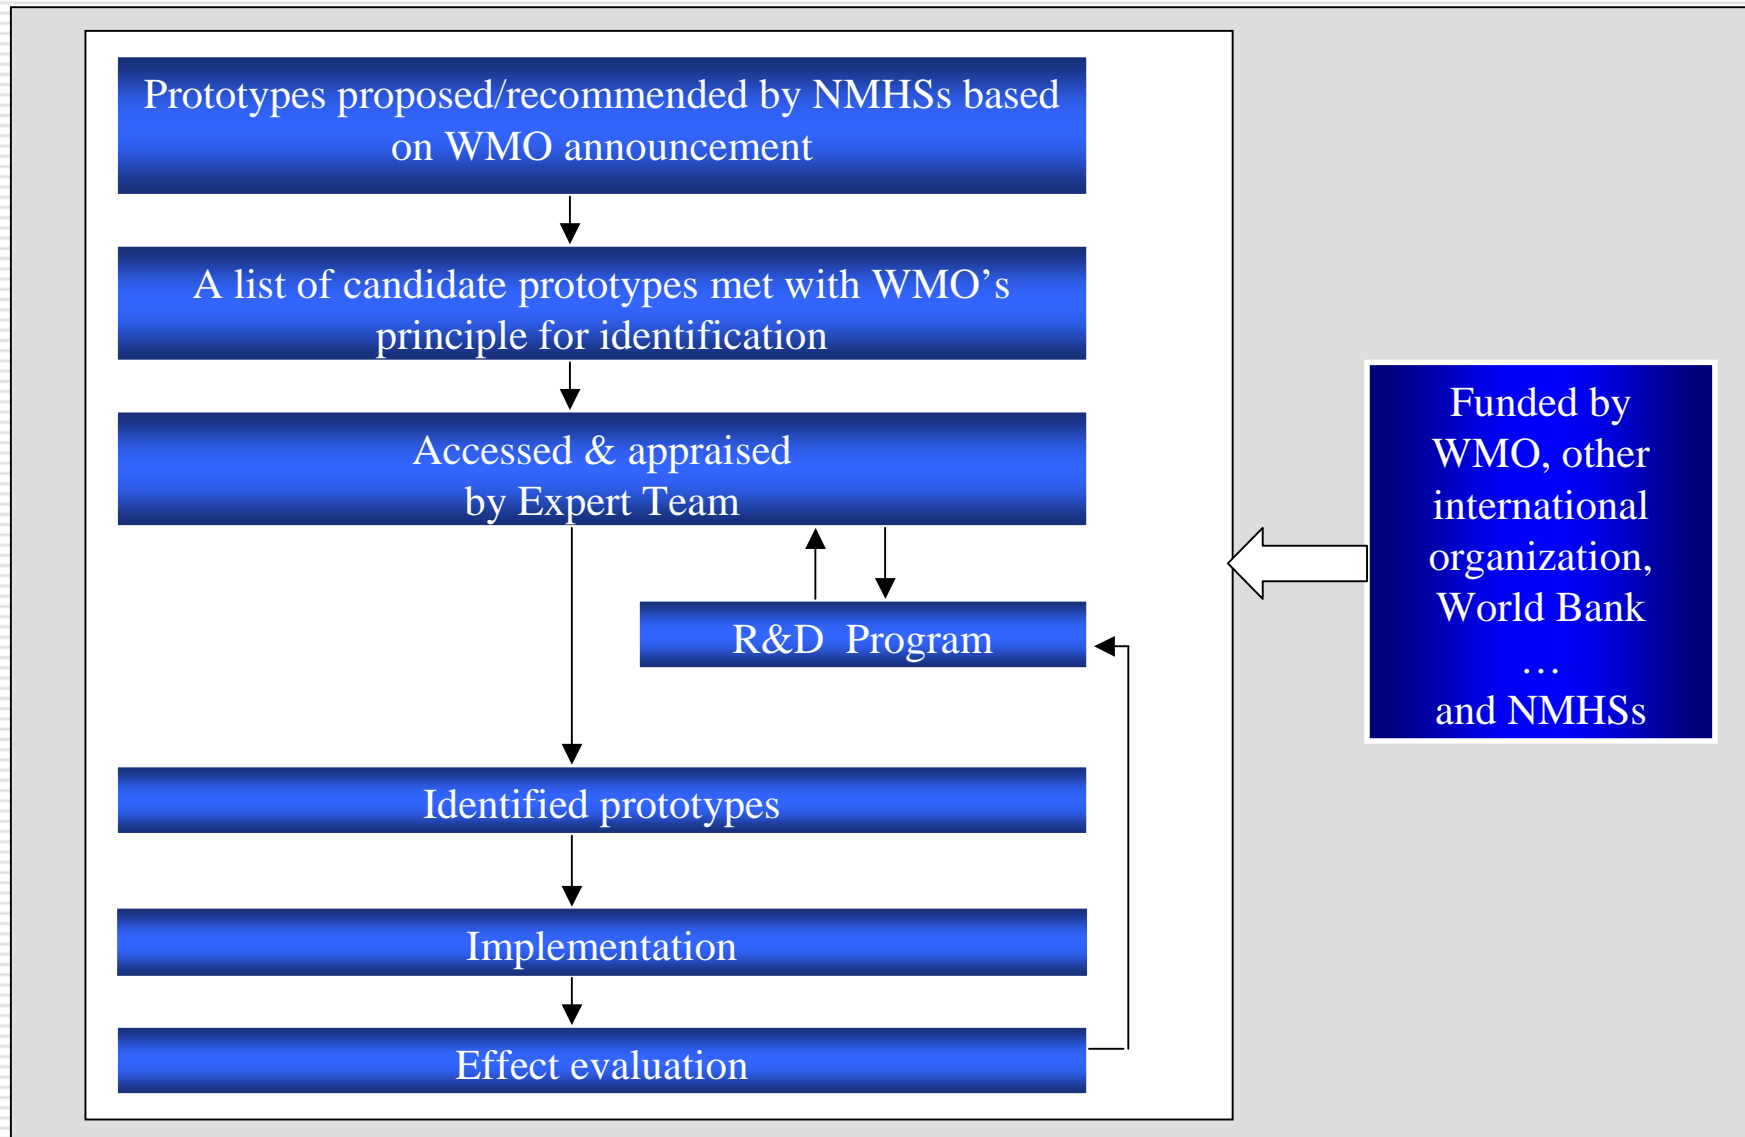 Prototypes proposed/recommended by NMHSs based
on WMO announcement
A list of candidate prototypes met with WMO’s
principle for identification
Accessed & appraised
by Expert Team
R&D Program
Identified prototypes
Implementation
Effect evaluation
Funded by
WMO, other
international
organization,
World Bank
…
and NMHSs